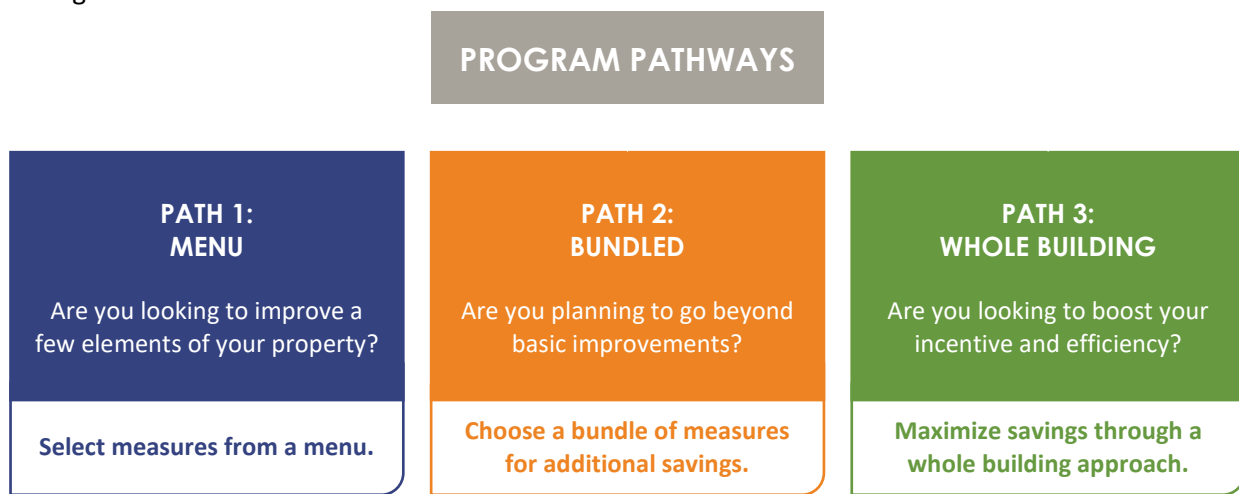 PROGRAM PATHWAYS
PATH 1:
MENU
Are you looking to improve a
few elements of your property?
Select measures from a menu.
PATH 2:
BUNDLED
Are you planning to go beyond
basic improvements?
Choose a bundle of measures
for additional savings.
PATH 3:
WHOLE BUILDING
Are you looking to boost your
incentive and efficiency?
Maximize savings through a
whole building approach.